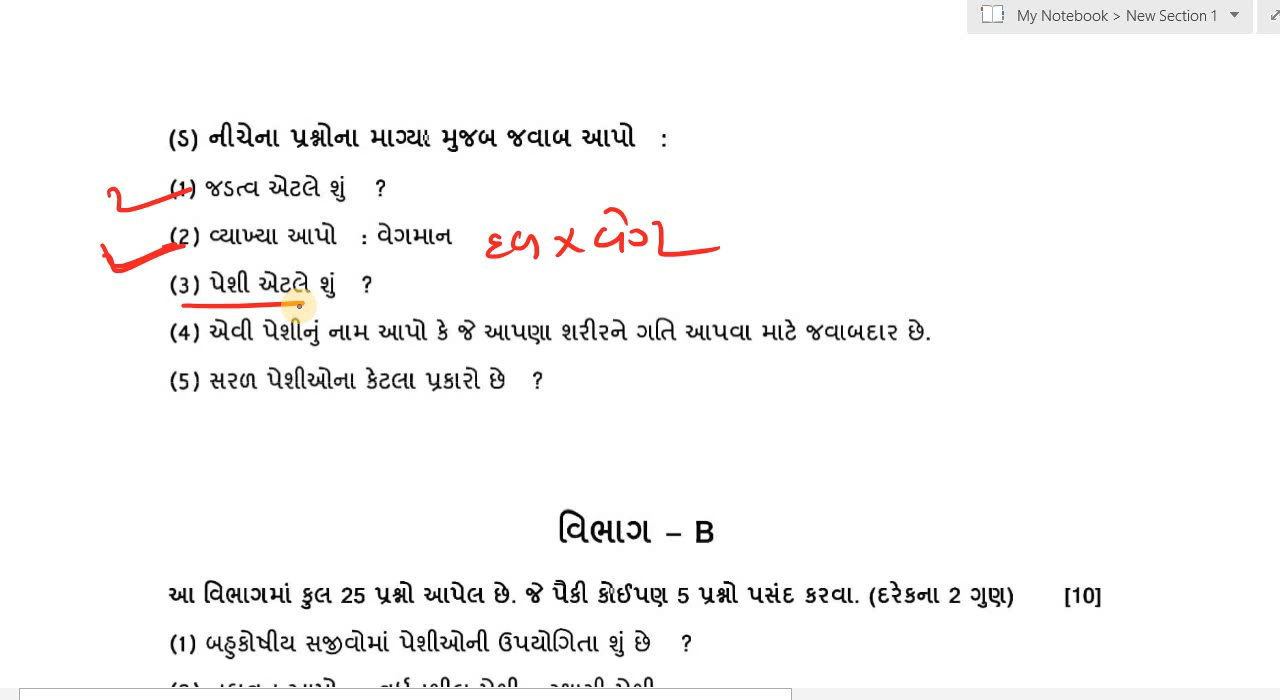 My Notebook > New Section 1
(ડ) નીચેના પ્રશ્નોના માગ્યા મુજબ જવાબ આપો :
(1) જડત્વ એટલે શું ?
(2) વ્યાખ્યા આપો : વેગમાન દળ x વેગ
(3) પેશી એટલે શું ?
(4) એવી પેશીનું નામ આપો કે જે આપણા શરીરને ગતિ આપવા માટે જવાબદાર છે.
(5) સરળ પેશીઓના કેટલા પ્રકારો છે ?
વિભાગ – B
આ વિભાગમાં કુલ 25 પ્રશ્નો આપેલ છે. જે પૈકી કોઈપણ 5 પ્રશ્નો પસંદ કરવા. (દરેકના 2 ગુણ) [10]
(1) બહુકોષીય સજીવોમાં પેશીઓની ઉપયોગિતા શું છે ?